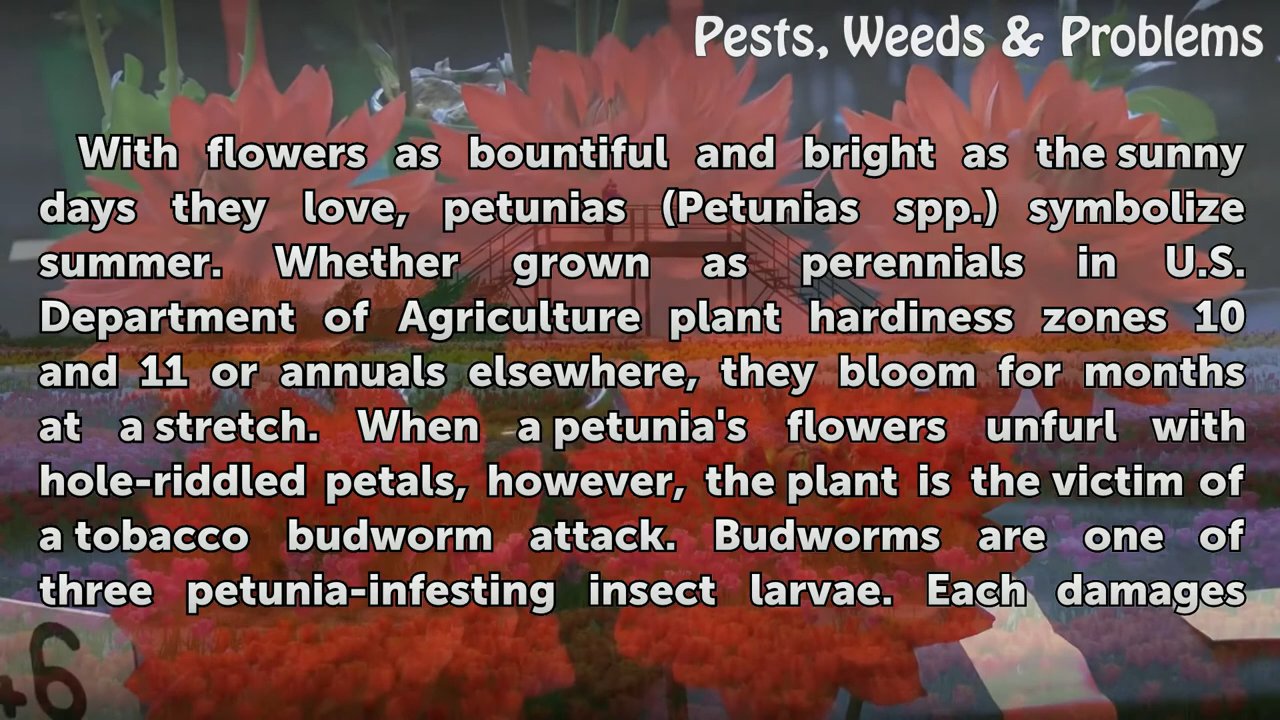 Pests, Weeds & Problems
With flowers as bountiful and bright as the sunny
days they love, petunias (Petunias spp.) symbolize
summer. Whether grown as perennials in U.S.
Department of Agriculture plant hardiness zones 10
and 11 or annuals elsewhere, they bloom for months
at a stretch. When a petunia's flowers unfurl with
hole-riddled petals, however, the plant is the victim of
a tobacco budworm attack. Budworms are one of
three petunia-infesting insect larvae. Each damages
+6